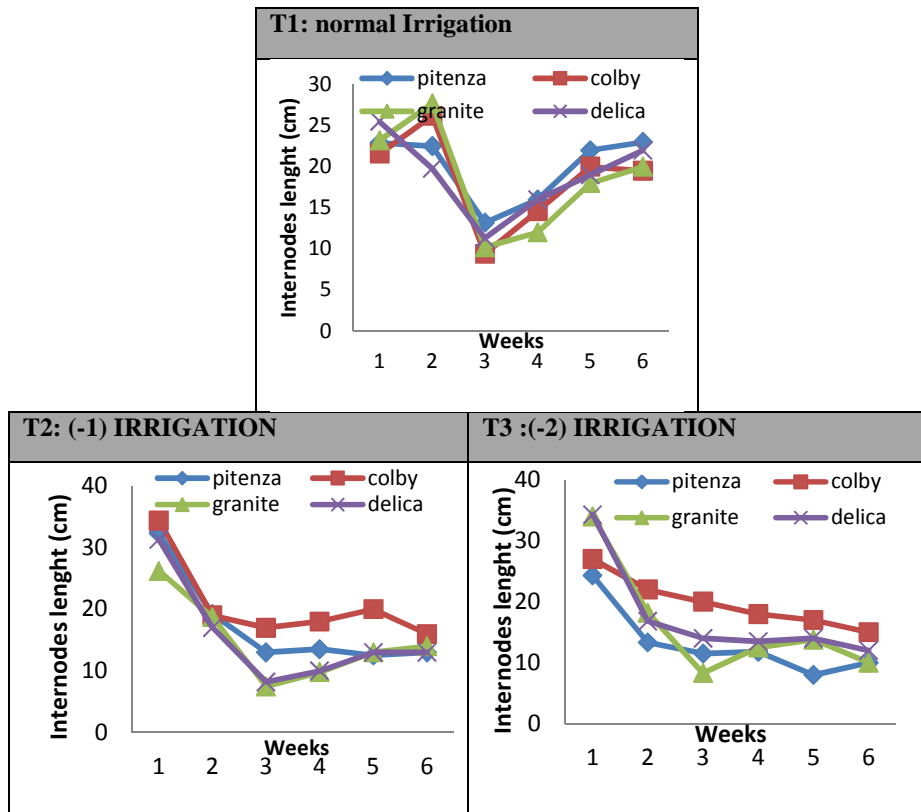 T1: normal Irrigation
pitenza colby
granite delica
Internodes lenght (cm)
30
25
20
15
10
5
0
Weeks
1 2 3 4 5 6
T2: (-1) IRRIGATION
pitenza colby
granite delica
Internodes lenght (cm)
40
30
20
10
0
Weeks
1 2 3 4 5 6
T3 :(-2) IRRIGATION
pitenza colby
granite delica
Internodes lenght (cm)
40
30
20
10
0
Weeks
1 2 3 4 5 6